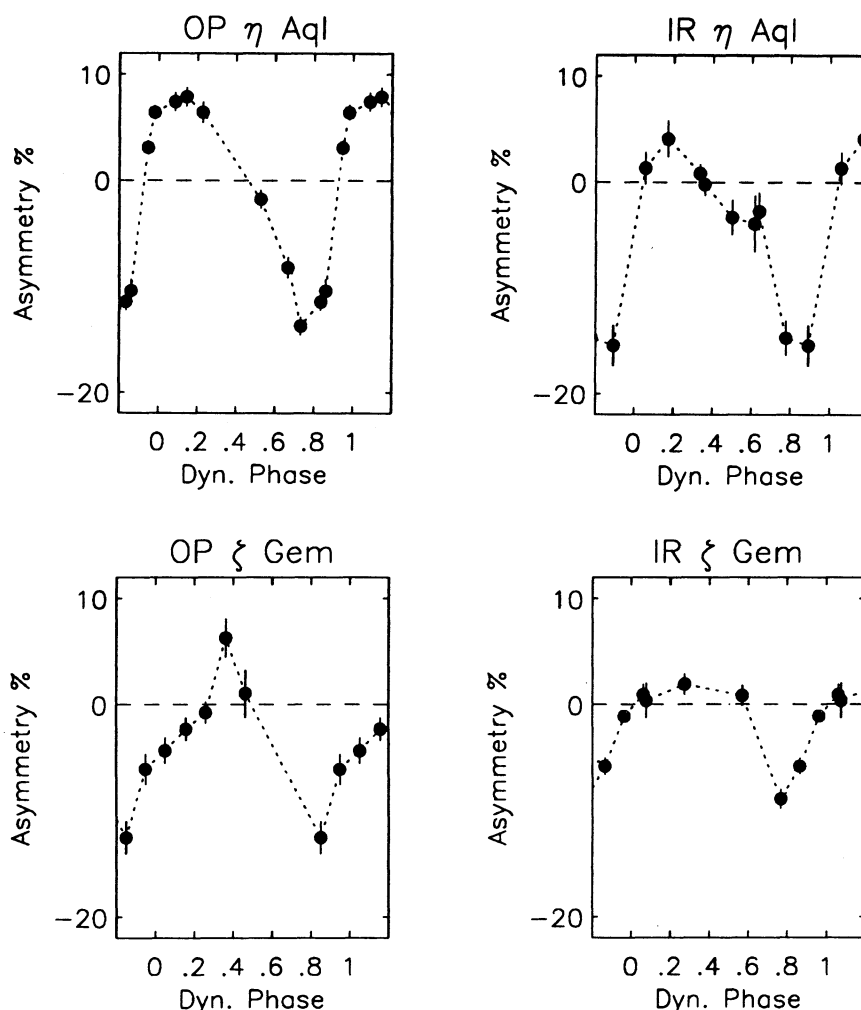 OP η Aql
Asymmetry %
10
0
−20
0 .2 .4 .6 .8 1
Dyn. Phase
IR η Aql
Asymmetry %
10
0
−20
0 .2 .4 .6 .8 1
Dyn. Phase
OP ζ Gem
Asymmetry %
10
0
−20
0 .2 .4 .6 .8 1
Dyn. Phase
IR ζ Gem
Asymmetry %
10
0
−20
0 .2 .4 .6 .8 1
Dyn. Phase